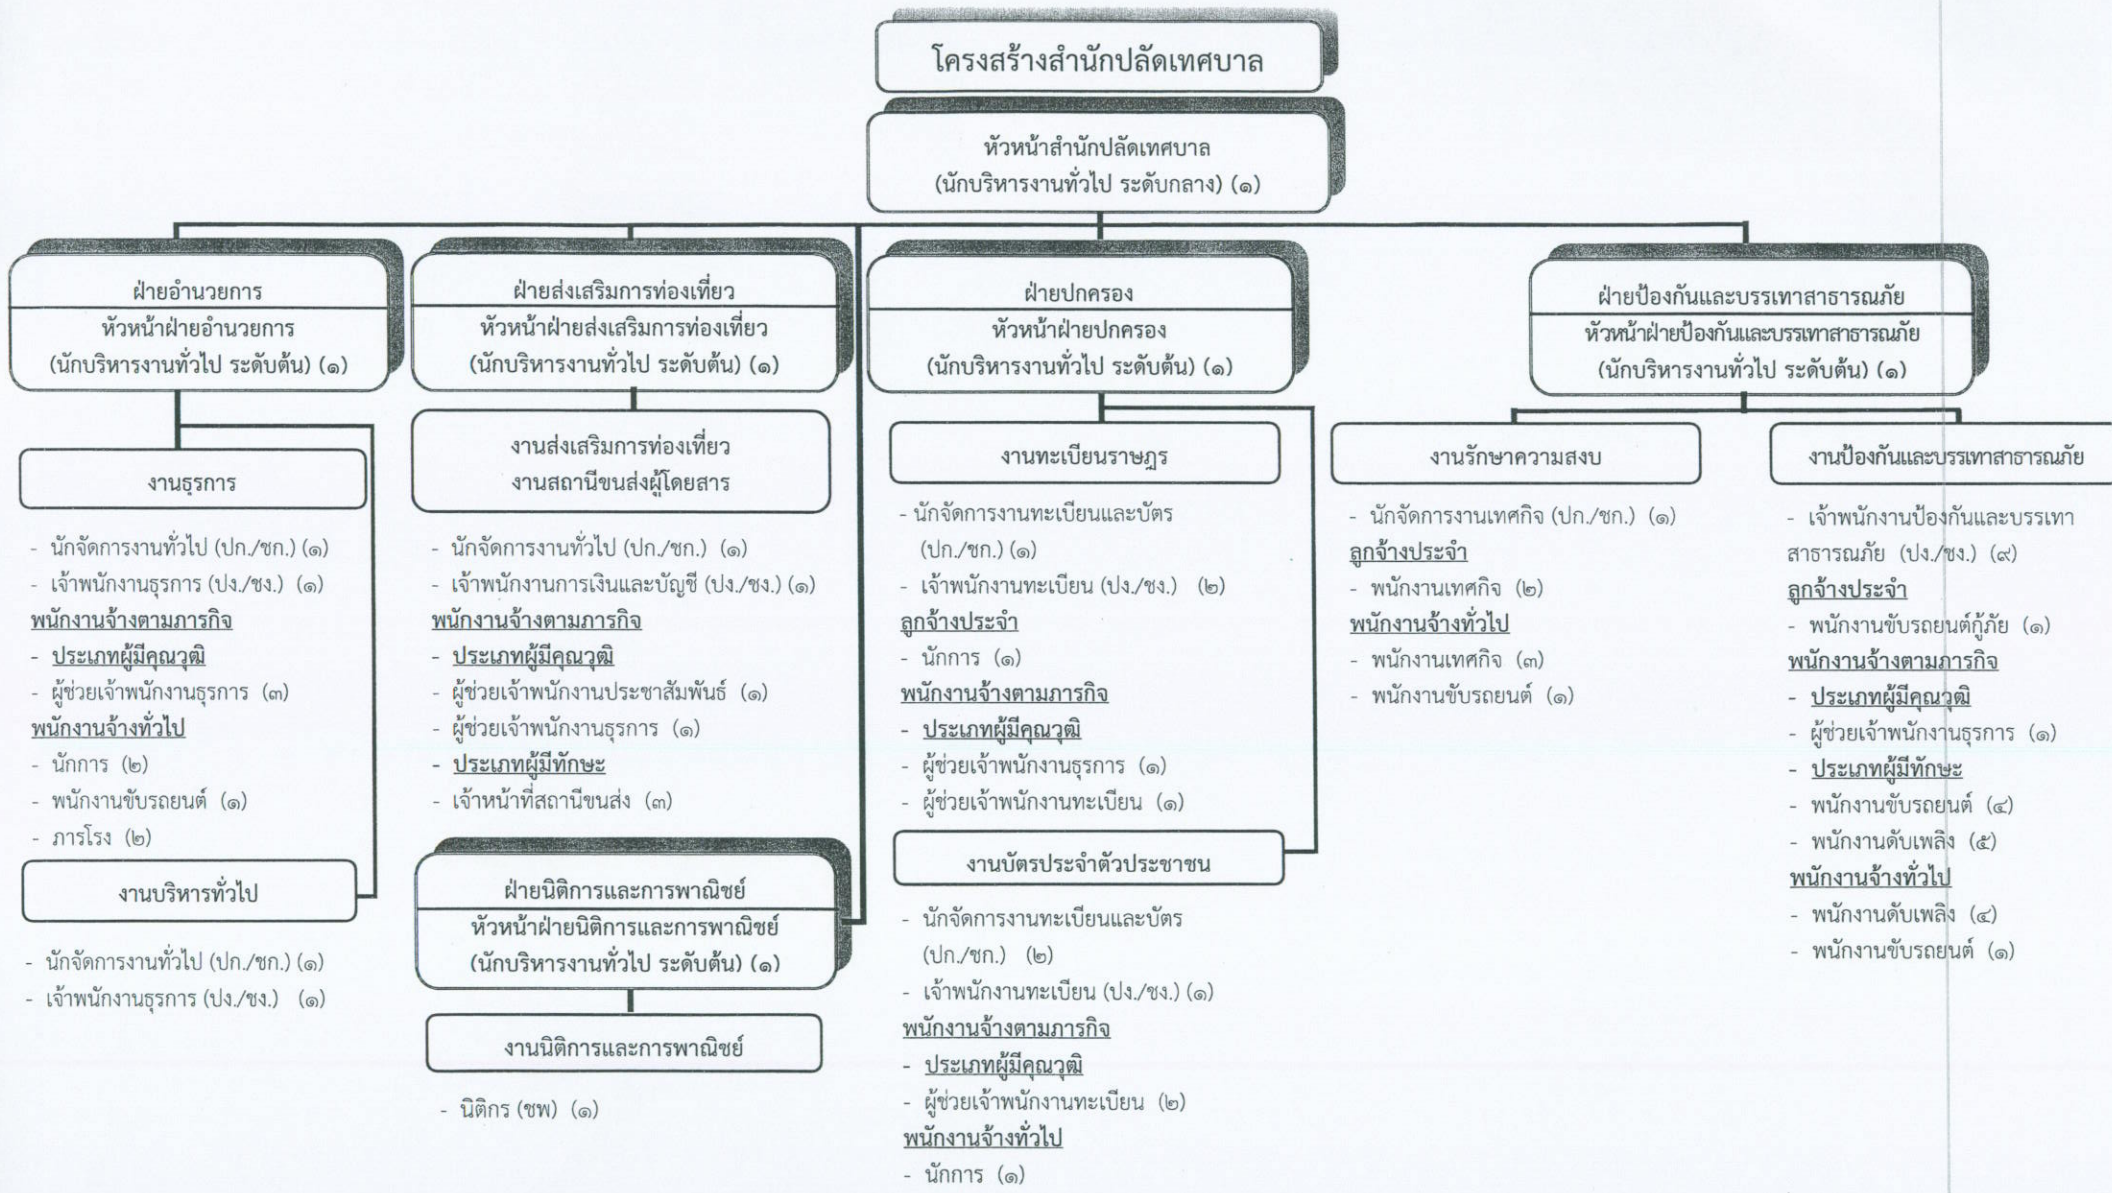 โครงสร้างสำนักปลัดเทศบาล
หัวหน้าสำนักปลัดเทศบาล
(นักบริหารงานทั่วไป ระดับกลาง) (๑)
ฝ่ายอำนวยการ
หัวหน้าฝ่ายอำนวยการ
(นักบริหารงานทั่วไป ระดับต้น) (๑)
งานธุรการ
- นักจัดการงานทั่วไป (ปก./ชก.) (๑)
- เจ้าพนักงานธุรการ (ปง./ชง.) (๑)
พนักงานจ้างตามภารกิจ
- ประเภทผู้มีคุณวุฒิ
- ผู้ช่วยเจ้าพนักงานธุรการ (๓)
พนักงานจ้างทั่วไป
- นักการ (๒)
- พนักงานขับรถยนต์ (๑)
- ภารโรง (๒)
งานบริหารทั่วไป
- นักจัดการงานทั่วไป (ปก./ชก.) (๑)
- เจ้าพนักงานธุรการ (ปง./ชง.) (๑)
ฝ่ายส่งเสริมการท่องเที่ยว
หัวหน้าฝ่ายส่งเสริมการท่องเที่ยว
(นักบริหารงานทั่วไป ระดับต้น) (๑)
งานส่งเสริมการท่องเที่ยว
งานสถานีขนส่งผู้โดยสาร
- นักจัดการงานทั่วไป (ปก./ชก.) (๑)
- เจ้าพนักงานการเงินและบัญชี (ปง./ชง.) (๑)
พนักงานจ้างตามภารกิจ
- ประเภทผู้มีคุณวุฒิ
- ผู้ช่วยเจ้าพนักงานประชาสัมพันธ์ (๑)
- ผู้ช่วยเจ้าพนักงานธุรการ (๑)
- ประเภทผู้มีทักษะ
- เจ้าหน้าที่สถานีขนส่ง (๓)
ฝ่ายนิติการและการพาณิชย์
หัวหน้าฝ่ายนิติการและการพาณิชย์
(นักบริหารงานทั่วไป ระดับต้น) (๑)
งานนิติการและการพาณิชย์
- นิติกร (ชพ) (๑)
ฝ่ายปกครอง
หัวหน้าฝ่ายปกครอง
(นักบริหารงานทั่วไป ระดับต้น) (๑)
งานทะเบียนราษฎร
- นักจัดการงานทะเบียนและบัตร
(ปก./ชก.) (๑)
- เจ้าพนักงานทะเบียน (ปง./ชง.) (๒)
ลูกจ้างประจำ
- นักการ (๑)
พนักงานจ้างตามภารกิจ
- ประเภทผู้มีคุณวุฒิ
- ผู้ช่วยเจ้าพนักงานธุรการ (๑)
- ผู้ช่วยเจ้าพนักงานทะเบียน (๑)
งานบัตรประจำตัวประชาชน
- นักจัดการงานทะเบียนและบัตร
(ปก./ชก.) (๒)
- เจ้าพนักงานทะเบียน (ปง./ชง.) (๑)
พนักงานจ้างตามภารกิจ
- ประเภทผู้มีคุณวุฒิ
- ผู้ช่วยเจ้าพนักงานทะเบียน (๒)
พนักงานจ้างทั่วไป
- นักการ (๑)
ฝ่ายป้องกันและบรรเทาสาธารณภัย
หัวหน้าฝ่ายป้องกันและบรรเทาสาธารณภัย
(นักบริหารงานทั่วไป ระดับต้น) (๑)
งานรักษาความสงบ
- นักจัดการงานเทศกิจ (ปก./ชก.) (๑)
ลูกจ้างประจำ
- พนักงานเทศกิจ (๒)
พนักงานจ้างทั่วไป
- พนักงานเทศกิจ (๓)
- พนักงานขับรถยนต์ (๑)
งานป้องกันและบรรเทาสาธารณภัย
- เจ้าพนักงานป้องกันและบรรเทา
สาธารณภัย (ปง./ชง.) (๙)
ลูกจ้างประจำ
- พนักงานขับรถยนต์กู้ภัย (๑)
พนักงานจ้างตามภารกิจ
- ประเภทผู้มีคุณวุฒิ
- ผู้ช่วยเจ้าพนักงานธุรการ (๑)
- ประเภทผู้มีทักษะ
- พนักงานขับรถยนต์ (๔)
- พนักงานดับเพลิง (๕)
พนักงานจ้างทั่วไป
- พนักงานดับเพลิง (๔)
- พนักงานขับรถยนต์ (๑)